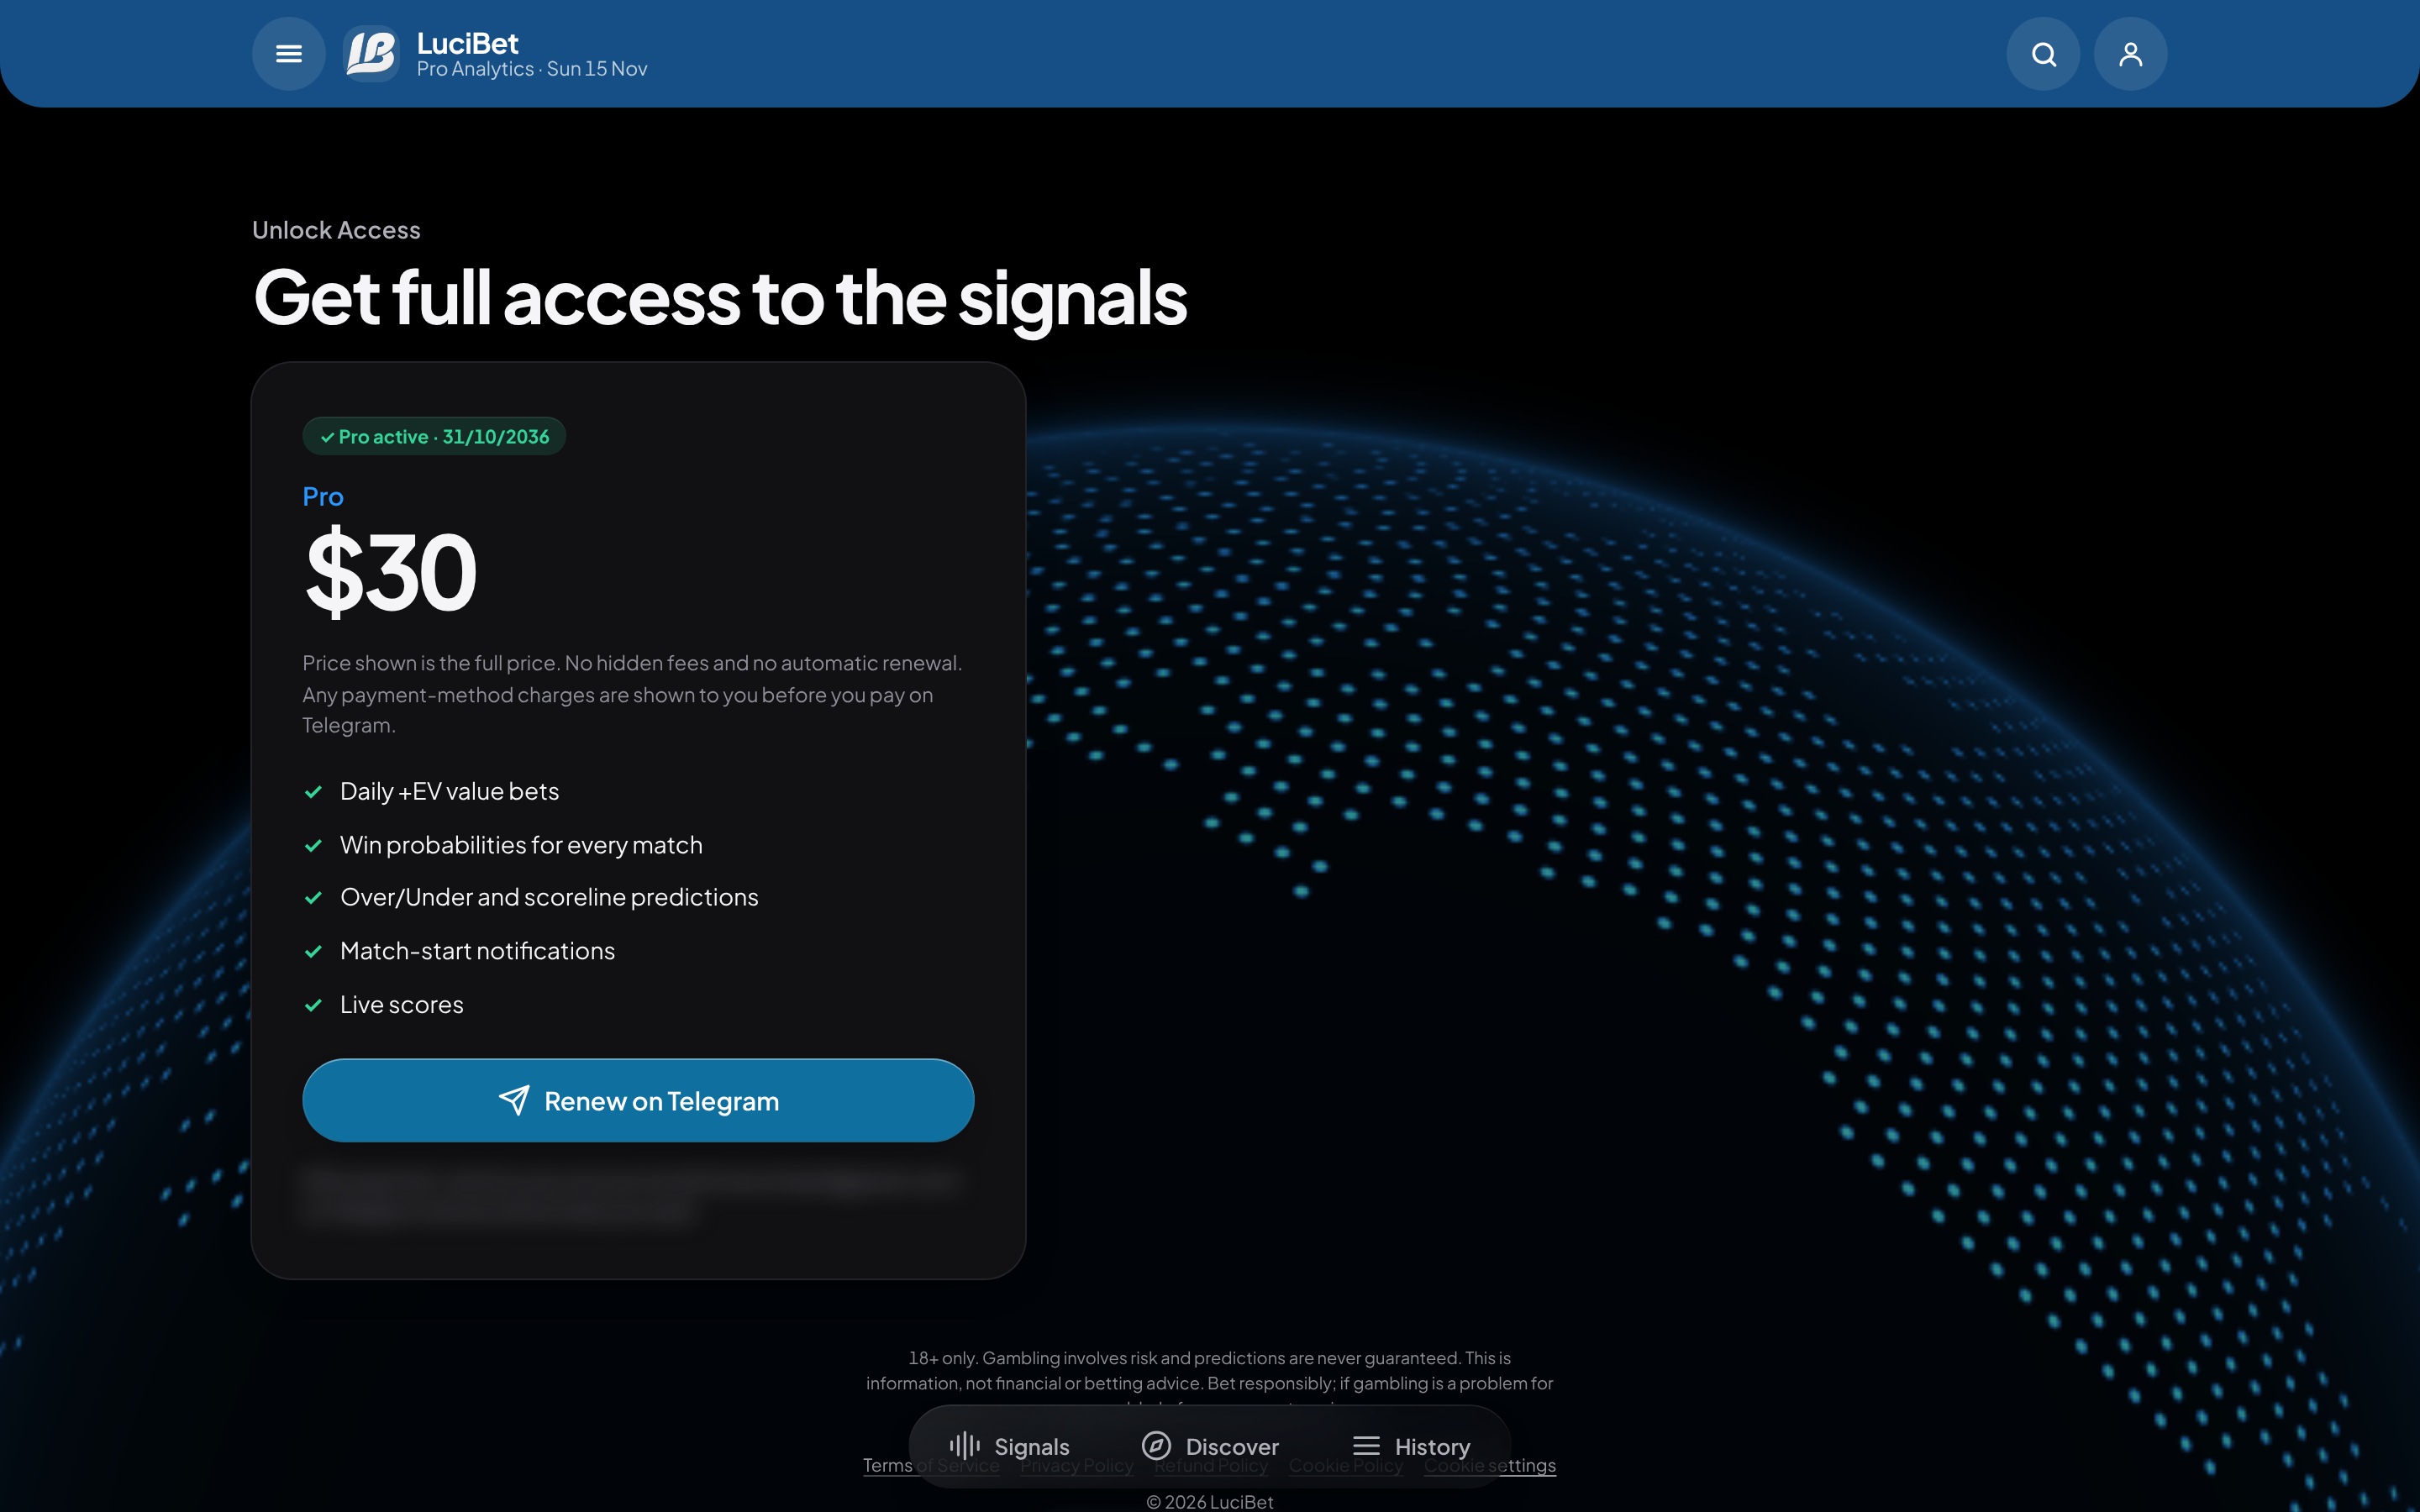 LuciBet
Pro Analytics · Sun 15 Nov
Unlock Access
Get full access to the signals
Pro active · 31/10/2036
Pro
$30
Price shown is the full price. No hidden fees and no automatic renewal.
Any payment-method charges are shown to you before you pay on
Telegram.
Daily +EV value bets
Win probabilities for every match
Over/Under and scoreline predictions
Match-start notifications
Live scores
Renew on Telegram
18+ only. Gambling involves risk and predictions are never guaranteed. This is
information, not financial or betting advice. Bet responsibly; if gambling is a problem for
Signals
Discover
History
Terms of Service Privacy Policy Refund Policy Cookie Policy Cookie settings
© 2026 LuciBet